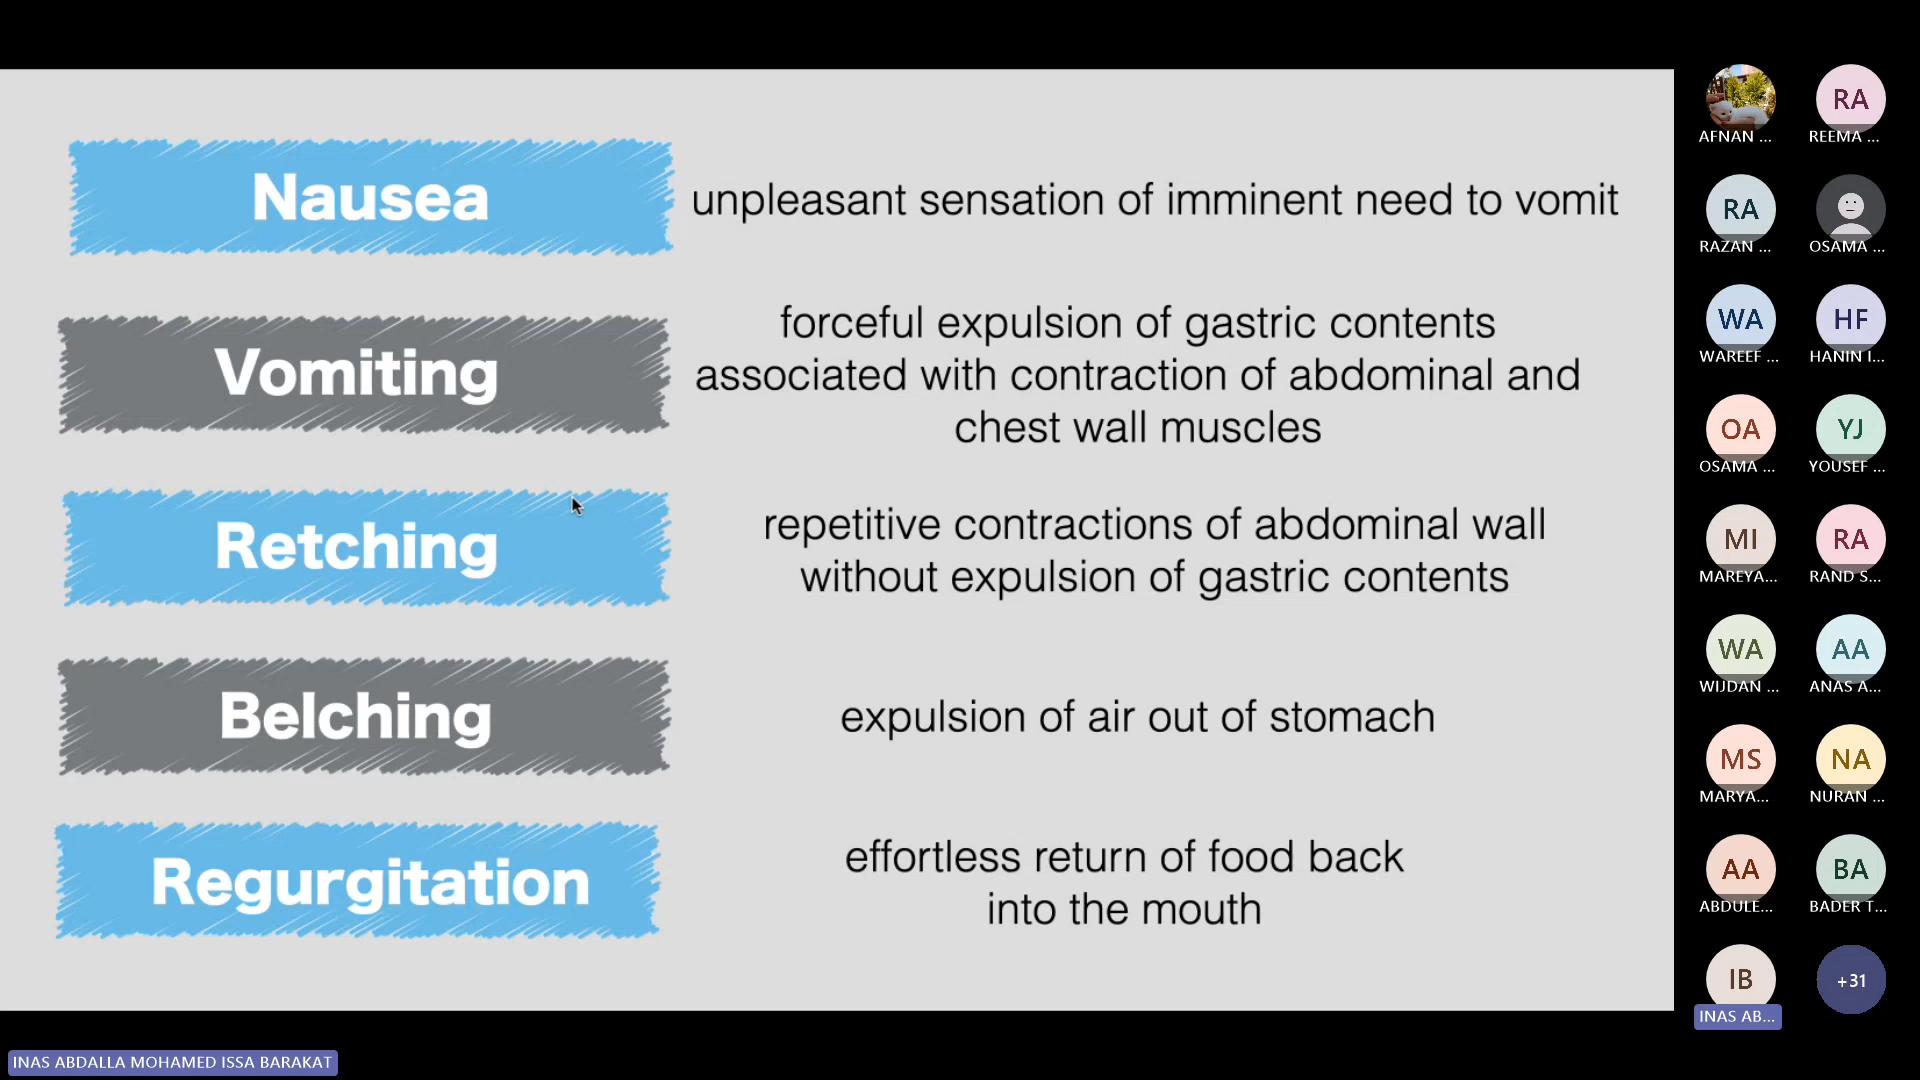 Nausea
unpleasant sensation of imminent need to vomit
Vomiting
forceful expulsion of gastric contents
associated with contraction of abdominal and
chest wall muscles
Retching
repetitive contractions of abdominal wall
without expulsion of gastric contents
Belching
expulsion of air out of stomach
Regurgitation
effortless return of food back
into the mouth
RA
AFNAN ...
REEMA ...
RA
RAZAN ...
OSAMA ...
WA
HF
WAREEF ...
HANIN I...
OA
YJ
OSAMA ...
YOUSEF ...
MI
RA
MAREYA...
RAND S...
WA
AA
WIJDAN ...
ANAS A...
MS
NA
MARYA...
NURAN ...
AA
BA
ABDULE...
BADER T...
IB
+31
INAS AB...
INAS ABDALLA MOHAMED ISSA BARAKAT